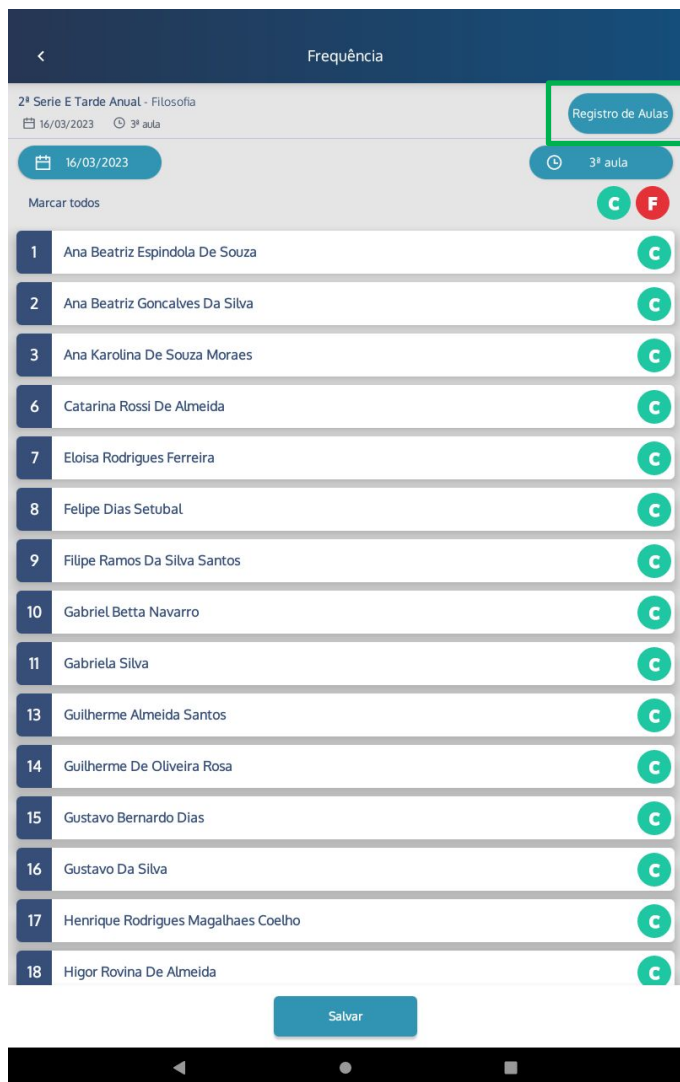 Frequência
2ª Serie E Tarde Anual - Filosofia
16/03/2023 3ª aula
Registro de Aulas
16/03/2023 3ª aula
Marcar todos C F
1 Ana Beatriz Espindola De Souza C
2 Ana Beatriz Goncalves Da Silva C
3 Ana Karolina De Souza Moraes C
6 Catarina Rossi De Almeida C
7 Eloisa Rodrigues Ferreira C
8 Felipe Dias Setubal C
9 Filipe Ramos Da Silva Santos C
10 Gabriel Betta Navarro C
11 Gabriela Silva C
13 Guilherme Almeida Santos C
14 Guilherme De Oliveira Rosa C
15 Gustavo Bernardo Dias C
16 Gustavo Da Silva C
17 Henrique Rodrigues Magalhaes Coelho C
18 Higor Rovina De Almeida C
Salvar